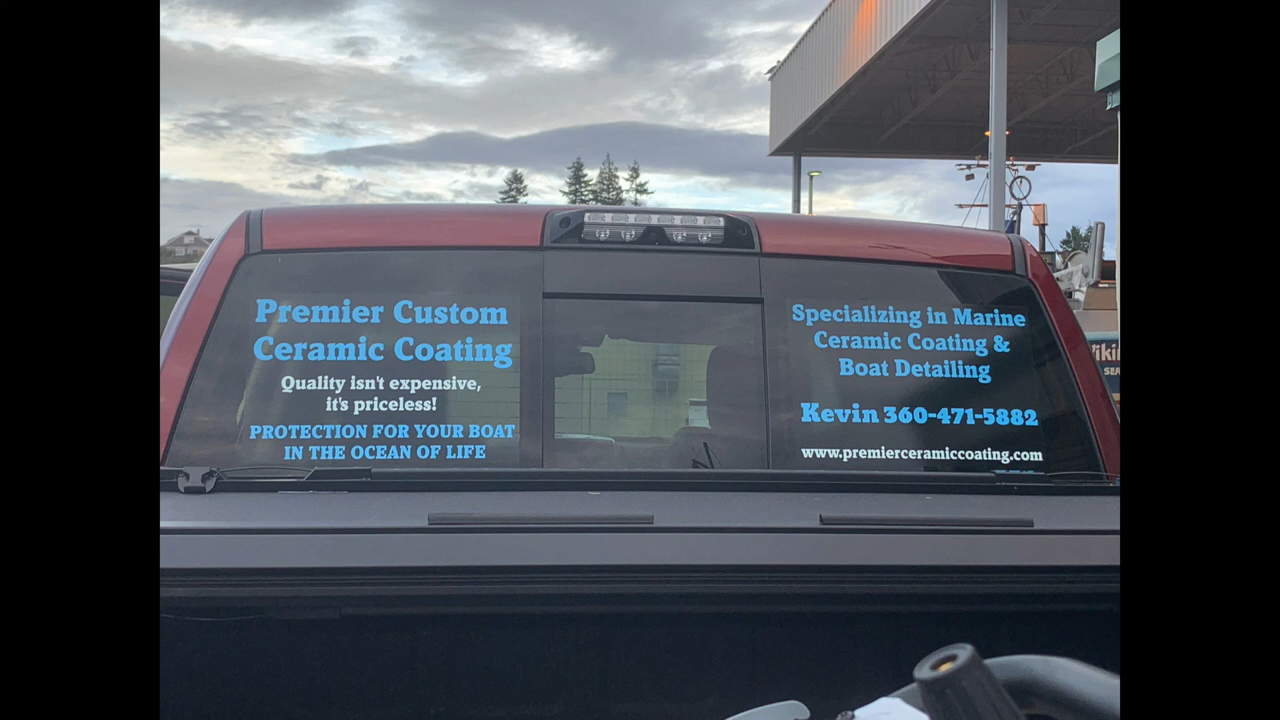 Premier Custom
Ceramic Coating
Quality isn't expensive,
it's priceless!
PROTECTION FOR YOUR BOAT
IN THE OCEAN OF LIFE
Specializing in Marine
Ceramic Coating &
Boat Detailing
Kevin 360-471-5882
www.premierceramiccoating.com